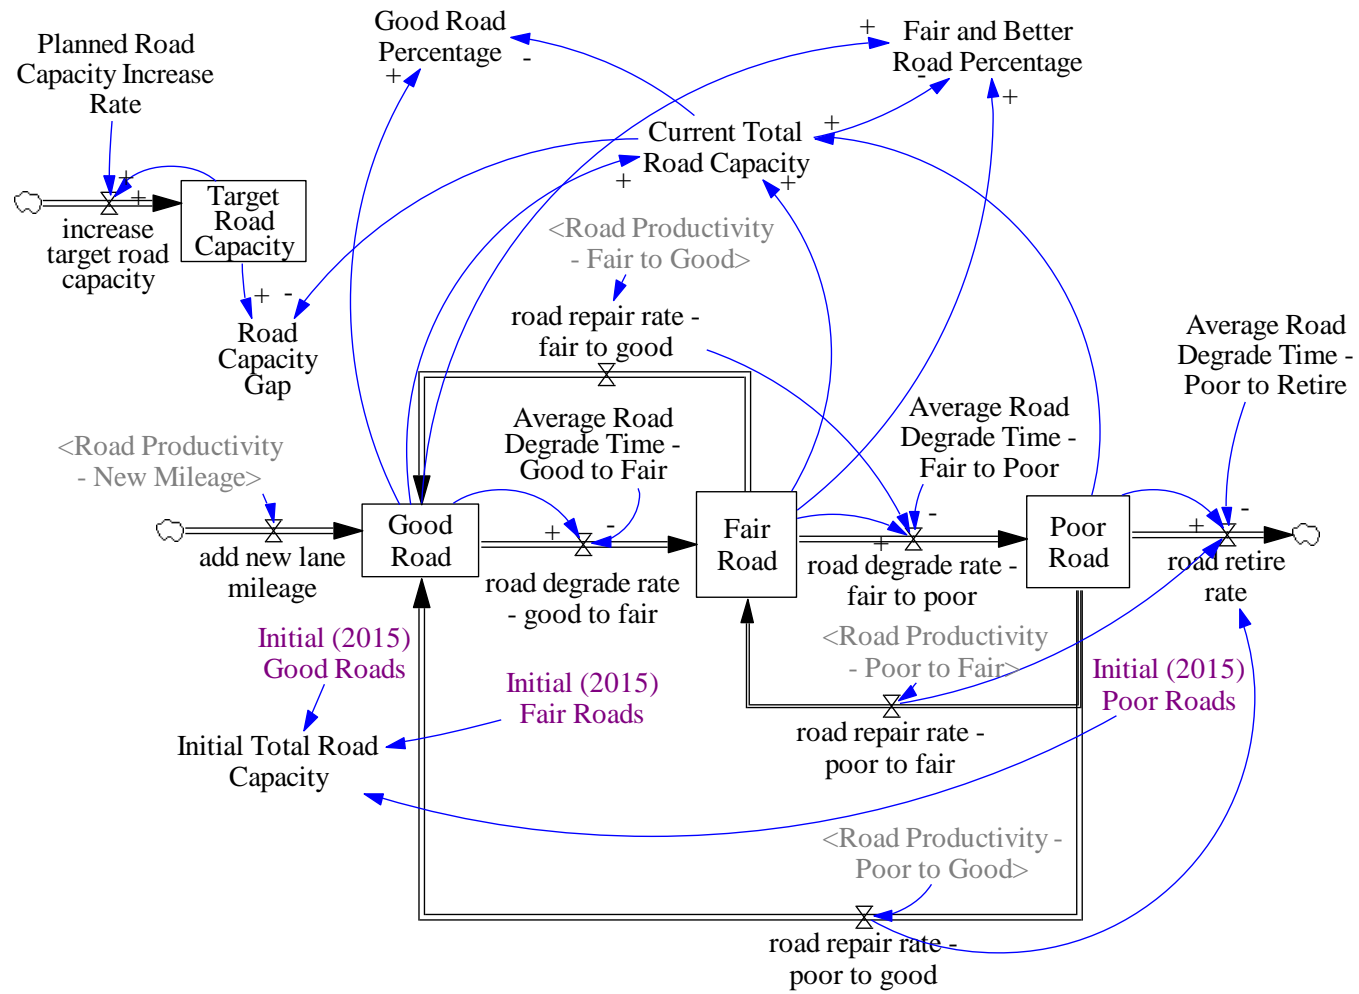 Planned Road
Capacity Increase
Rate
Good Road
Percentage
Fair and Better
Road Percentage
+
-
+
-
+
+
Current Total
Road Capacity
+
+
+
Target
Road
Capacity
+
+
increase
target road
capacity
<Road Productivity
- Fair to Good>
+
-
Road
Capacity
Gap
road repair rate -
fair to good
Average Road
Degrade Time -
Poor to Retire
<Road Productivity
- New Mileage>
Average Road
Degrade Time -
Good to Fair
Average Road
Degrade Time -
Fair to Poor
Good
Road
Fair
Road
Poor
Road
+
-
+
-
+
-
add new lane
mileage
road degrade rate
- good to fair
road degrade rate -
fair to poor
road retire
rate
Initial (2015)
Good Roads
Initial (2015)
Fair Roads
<Road Productivity
- Poor to Fair>
Initial (2015)
Poor Roads
Initial Total Road
Capacity
road repair rate -
poor to fair
<Road Productivity -
Poor to Good>
road repair rate -
poor to good